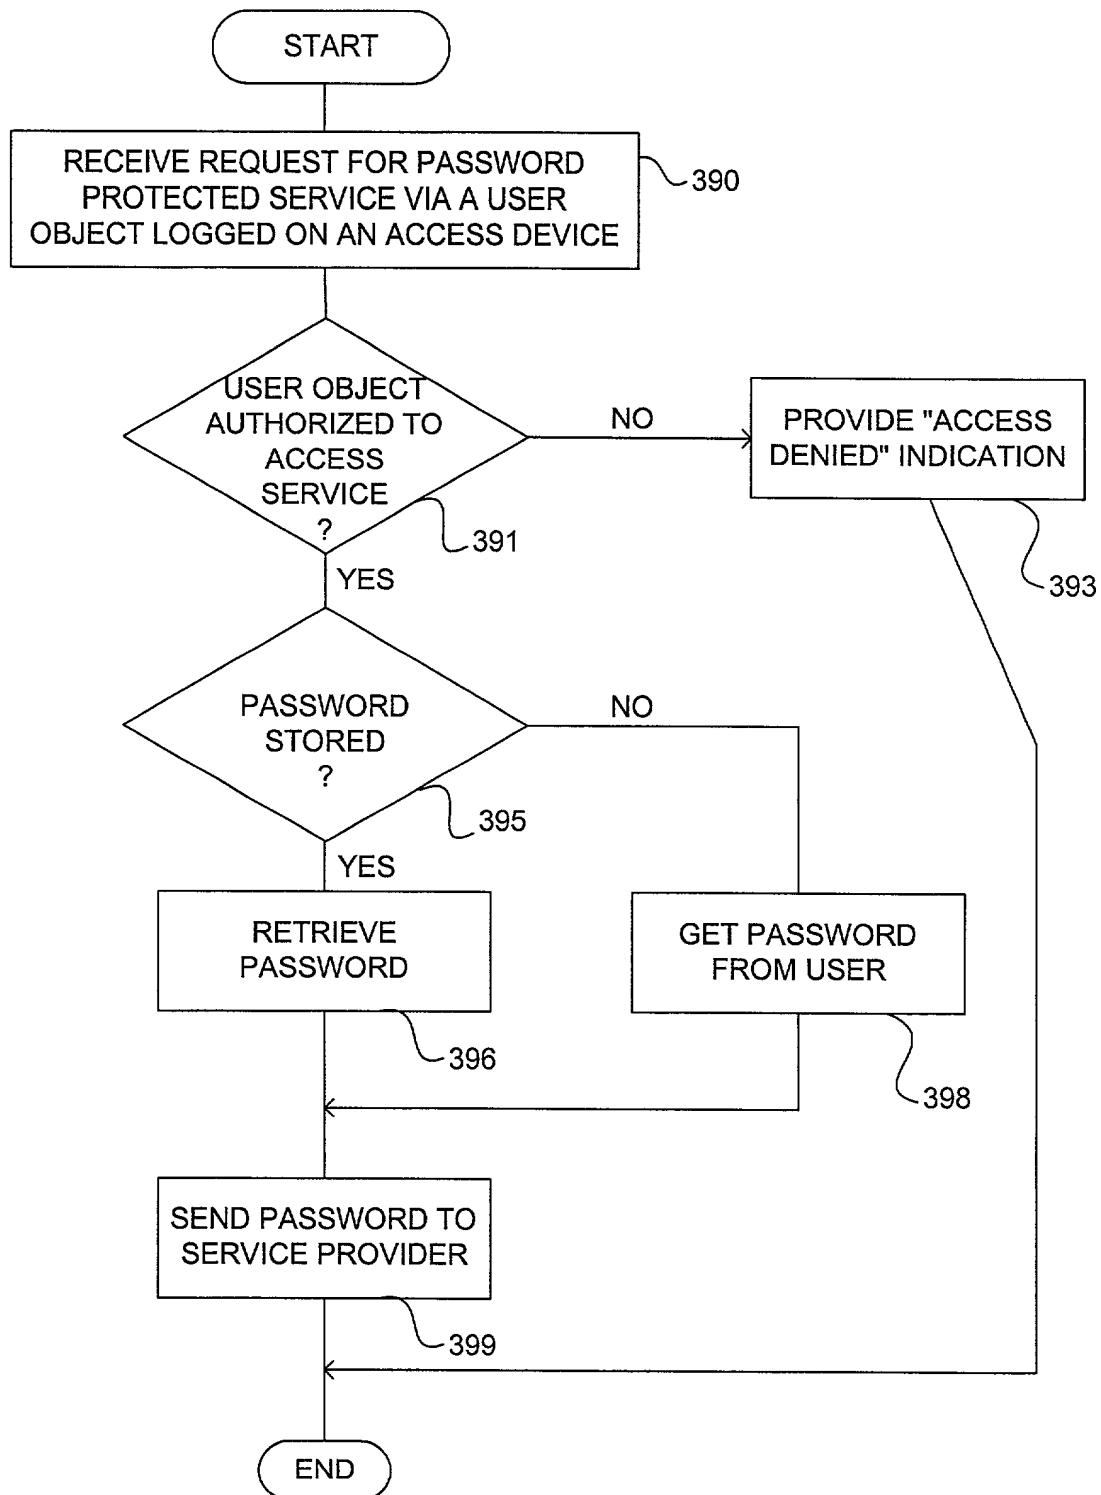 START
RECEIVE REQUEST FOR PASSWORD
PROTECTED SERVICE VIA A USER
OBJECT LOGGED ON AN ACCESS DEVICE
390
USER OBJECT
AUTHORIZED TO
ACCESS
SERVICE
?
391
NO
PROVIDE "ACCESS
DENIED" INDICATION
393
YES
PASSWORD
STORED
?
395
NO
YES
RETRIEVE
PASSWORD
396
GET PASSWORD
FROM USER
398
SEND PASSWORD TO
SERVICE PROVIDER
399
END